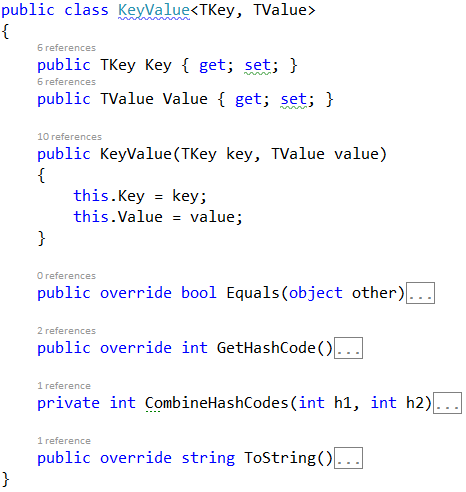 public class KeyValue<TKey, TValue>
{
6 references
public TKey Key { get; set; }
6 references
public TValue Value { get; set; }
10 references
public KeyValue(TKey key, TValue value)
{
this.Key = key;
this.Value = value;
}
0 references
public override bool Equals(object other)...
2 references
public override int GetHashCode()...
1 reference
private int CombineHashCodes(int h1, int h2)...
1 reference
public override string ToString()...
}